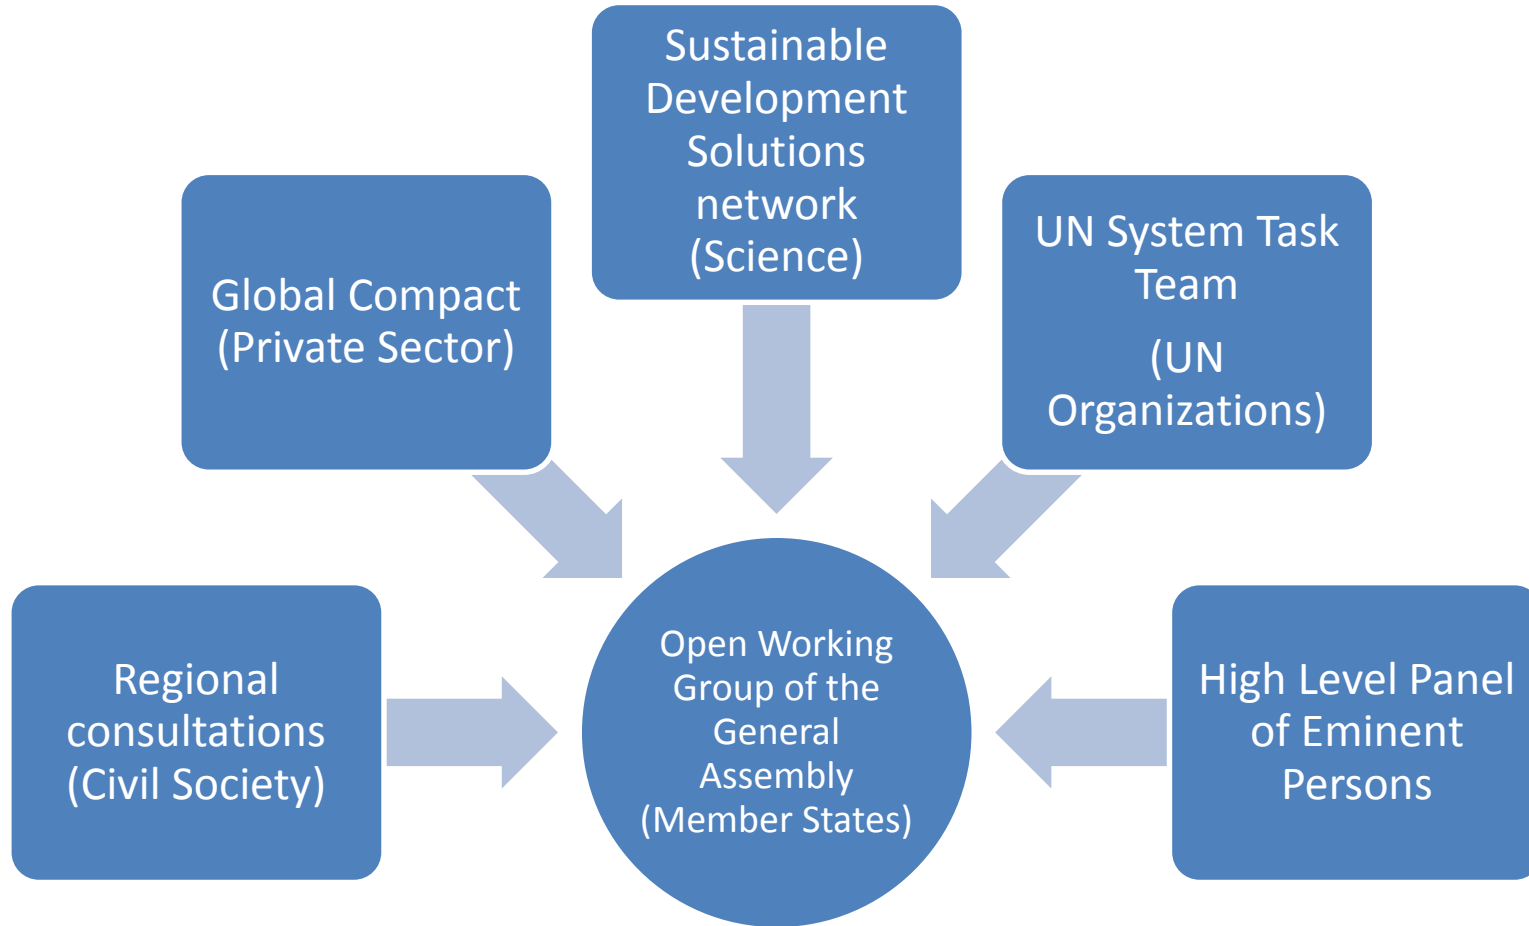 Sustainable
Development
Solutions
network
(Science)
Global Compact
(Private Sector)
UN System Task
Team
(UN
Organizations)
Regional
consultations
(Civil Society)
Open Working
Group of the
General
Assembly
(Member States)
High Level Panel
of Eminent
Persons